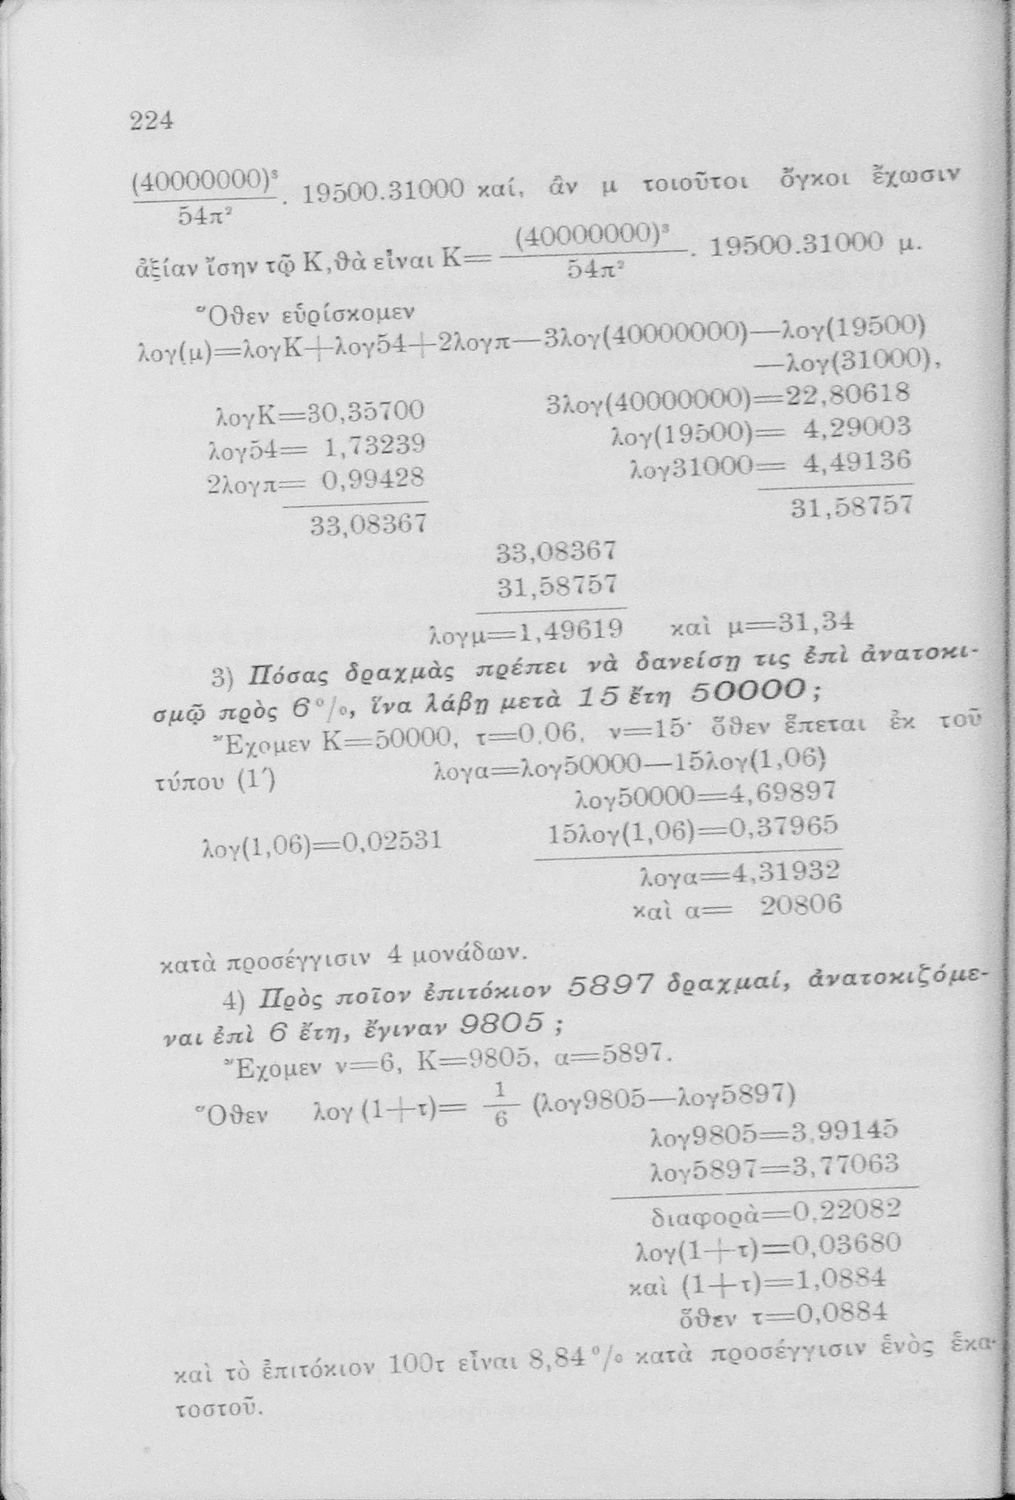 224
(40000000)³/54π² . 19500.31000 καί, ἂν μ τοιοῦτοι ὄγκοι ἔχωσιν
ἀξίαν ἴσην τῷ Κ, θὰ εἶναι Κ= (40000000)³/54π² . 19500.31000 μ.
Ὅθεν εὑρίσκομεν
λογ(μ)=λογΚ+λογ54+2λογπ—3λογ(40000000)—λογ(19500)
—λογ(31000),
λογΚ=30,35700 3λογ(40000000)=22,80618
λογ54= 1,73239 λογ(19500)= 4,29003
2λογπ= 0,99428 λογ31000= 4,49136
33,08367 31,58757
33,08367
31,58757
λογμ=1,49619 καὶ μ=31,34
3) Πόσας δραχμὰς πρέπει νὰ δανείσῃ τις ἐπὶ ἀνατοκι-
σμῷ πρὸς 6⁰/₀, ἵνα λάβῃ μετὰ 15 ἔτη 50000 ;
Ἔχομεν Κ=50000, τ=0,06, ν=15· ὅθεν ἕπεται ἐκ τοῦ
τύπου (1΄) λογα=λογ50000—15λογ(1,06)
λογ50000=4,69897
λογ(1,06)=0,02531 15λογ(1,06)=0,37965
λογα=4,31932
καὶ α= 20806
κατὰ προσέγγισιν 4 μονάδων.
4) Πρὸς ποῖον ἐπιτόκιον 5897 δραχμαί, ἀνατοκιζόμε-
ναι ἐπὶ 6 ἔτη, ἔγιναν 9805 ;
Ἔχομεν ν=6, Κ=9805, α=5897.
Ὅθεν λογ (1+τ)= 1/6 (λογ9805—λογ5897)
λογ9805=3,99145
λογ5897=3,77063
διαφορὰ=0,22082
λογ(1+τ)=0,03680
καὶ (1+τ)=1,0884
ὅθεν τ=0,0884
καὶ τὸ ἐπιτόκιον 100τ εἶναι 8,84⁰/₀ κατὰ προσέγγισιν ἑνὸς ἑκα-
τοστοῦ.